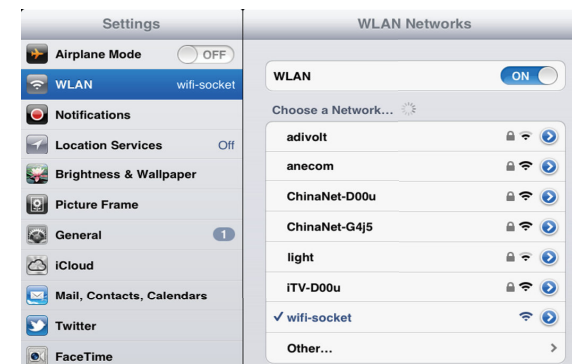 Settings
Airplane Mode OFF
WLAN wifi-socket
Notifications
Location Services Off
Brightness & Wallpaper
Picture Frame
General 1
iCloud
Mail, Contacts, Calendars
Twitter
FaceTime
WLAN Networks
WLAN ON
Choose a Network...
adivolt
anecom
ChinaNet-D00u
ChinaNet-G4j5
light
iTV-D00u
✓ wifi-socket
Other...